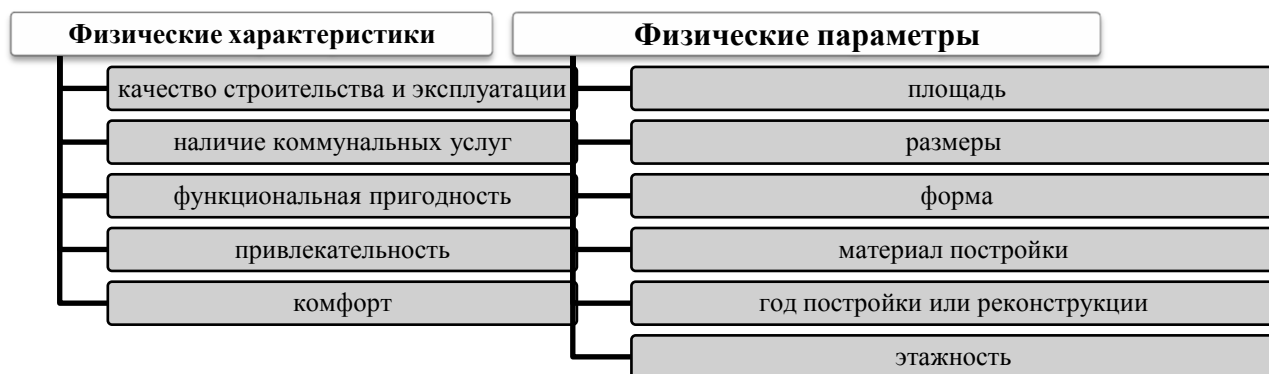 Физические характеристики
качество строительства и эксплуатации
наличие коммунальных услуг
функциональная пригодность
привлекательность
комфорт
Физические параметры
площадь
размеры
форма
материал постройки
год постройки или реконструкции
этажность